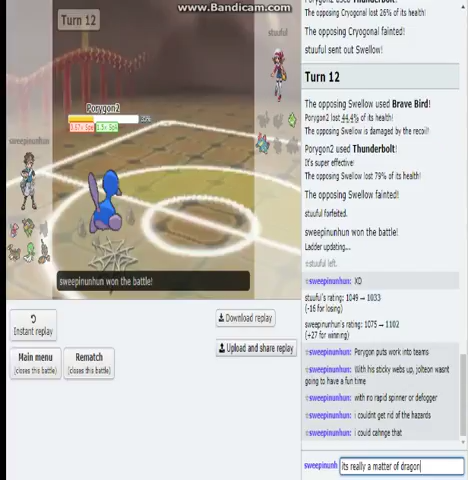 www.Bandicam.com
Turn 12
stuuful
Porygon2
35%
sweepinunhun
sweepinunhun won the battle!
Instant replay
Download replay
Upload and share replay
Main menu
(closes this battle)
Rematch
(closes this battle)
The opposing Cryogonal lost 26% of its health!
The opposing Cryogonal fainted!
stuuful sent out Swellow!
Turn 12
The opposing Swellow used Brave Bird!
Porygon2 lost 44.4% of its health!
The opposing Swellow is damaged by the recoil!
Porygon2 used Thunderbolt!
It's super effective!
The opposing Swellow lost 79% of its health!
The opposing Swellow fainted!
stuuful forfeited.
sweepinunhun won the battle!
Ladder updating...
☆stuuful left.
☆sweepinunhun: XD
stuuful's rating: 1049 → 1033
(-16 for losing)
sweepinunhun's rating: 1075 → 1102
(+27 for winning)
☆sweepinunhun: Porygon puts work into teams
☆sweepinunhun: With his sticky webs up, jolteon wasnt
going to have a fun time
☆sweepinunhun: with no rapid spinner or defogger
☆sweepinunhun: i couldnt get rid of the hazards
☆sweepinunhun: i could cahnge that
sweepinunh its really a matter of dragon